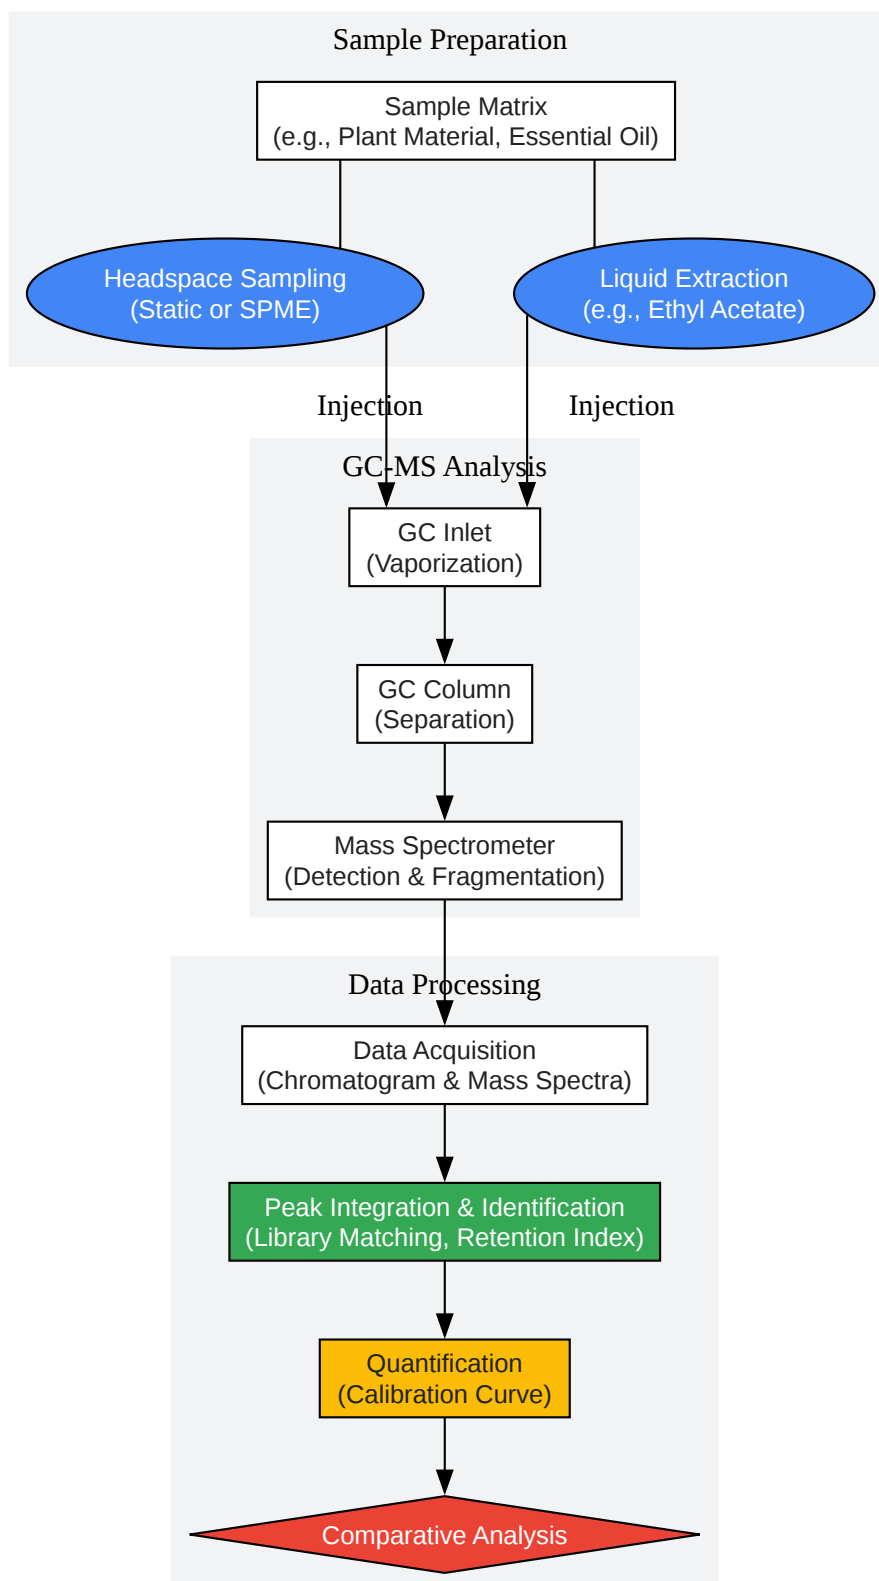 Sample Preparation
Sample Matrix
(e.g., Plant Material, Essential Oil)
Headspace Sampling
(Static or SPME)
Liquid Extraction
(e.g., Ethyl Acetate)
Injection
Injection
GC-MS Analysis
GC Inlet
(Vaporization)
GC Column
(Separation)
Mass Spectrometer
(Detection & Fragmentation)
Data Processing
Data Acquisition
(Chromatogram & Mass Spectra)
Peak Integration & Identification
(Library Matching, Retention Index)
Quantification
(Calibration Curve)
Comparative Analysis